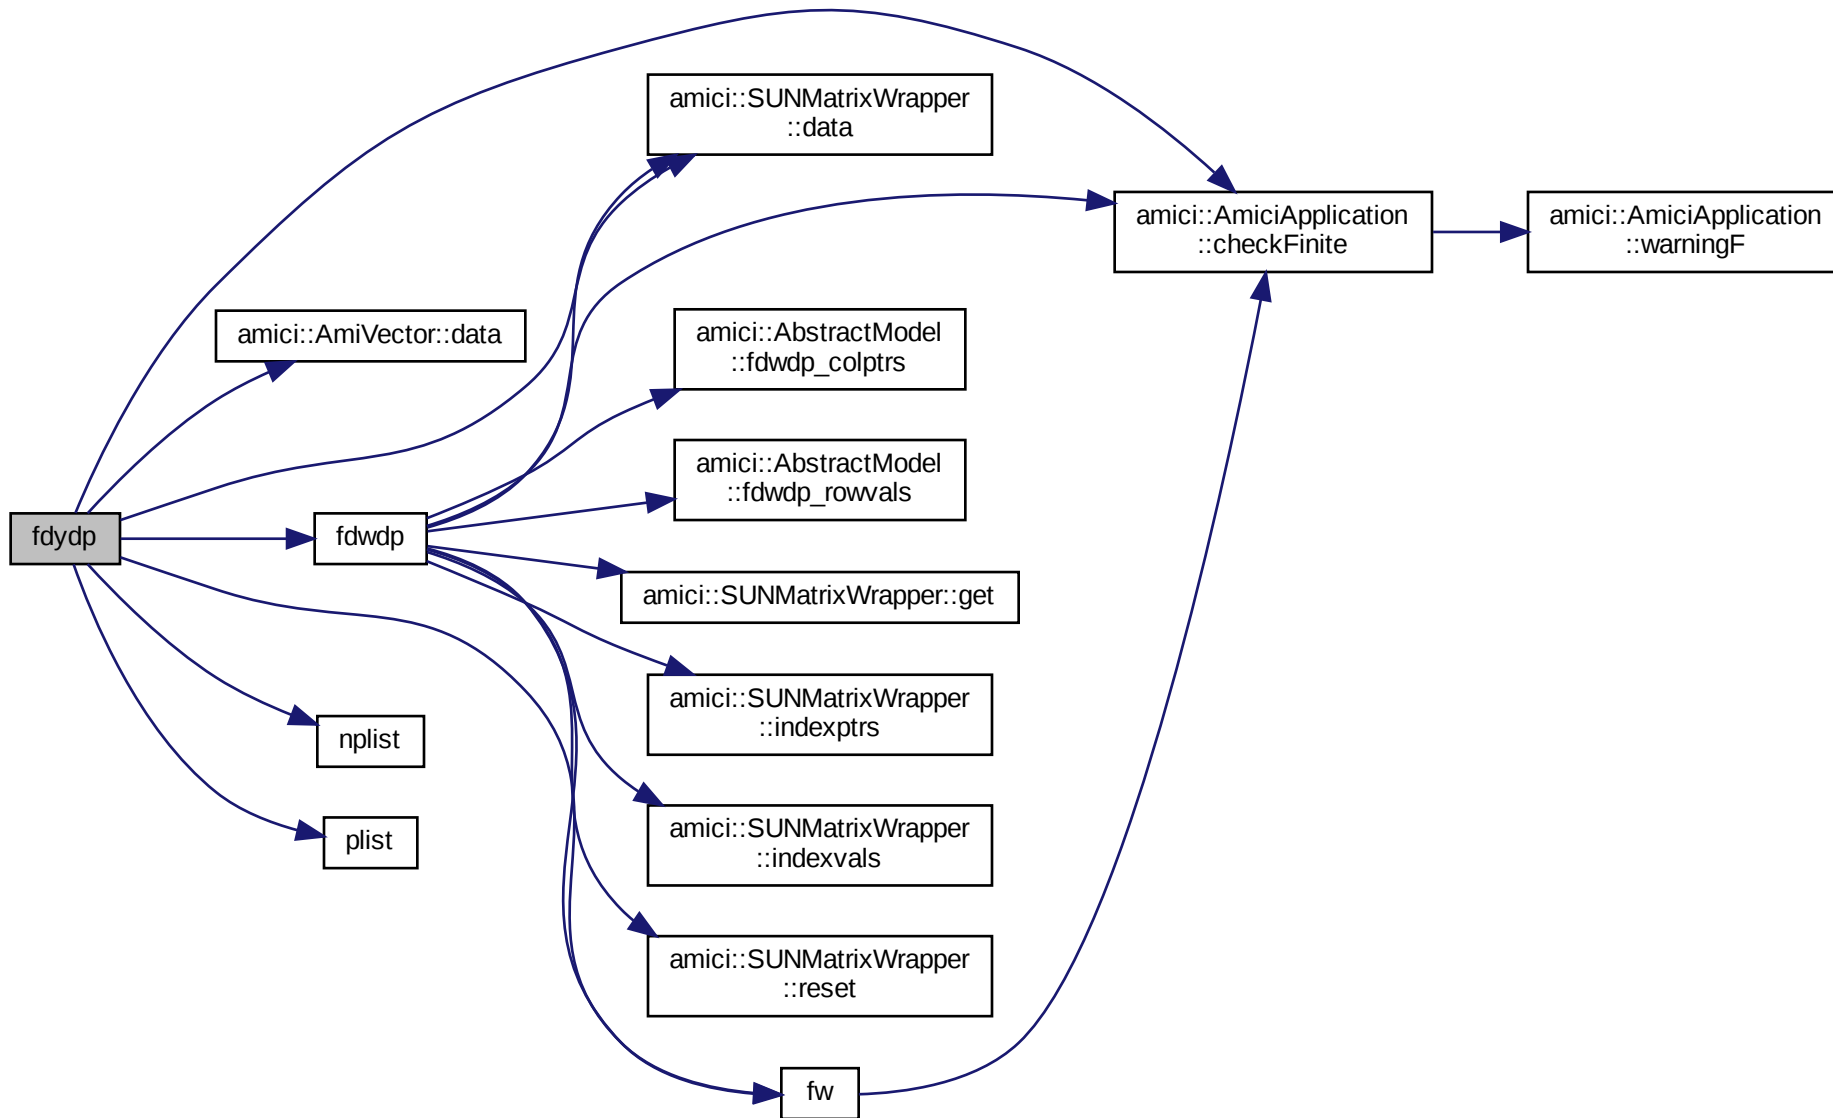 amici::SUNMatrixWrapper
::data
amici::AmiciApplication
::checkFinite
amici::AmiciApplication
::warningF
amici::AmiVector::data
amici::AbstractModel
::fdwdp_colptrs
amici::AbstractModel
::fdwdp_rowvals
fdydp
fdwdp
amici::SUNMatrixWrapper::get
amici::SUNMatrixWrapper
::indexptrs
nplist
amici::SUNMatrixWrapper
::indexvals
plist
amici::SUNMatrixWrapper
::reset
fw